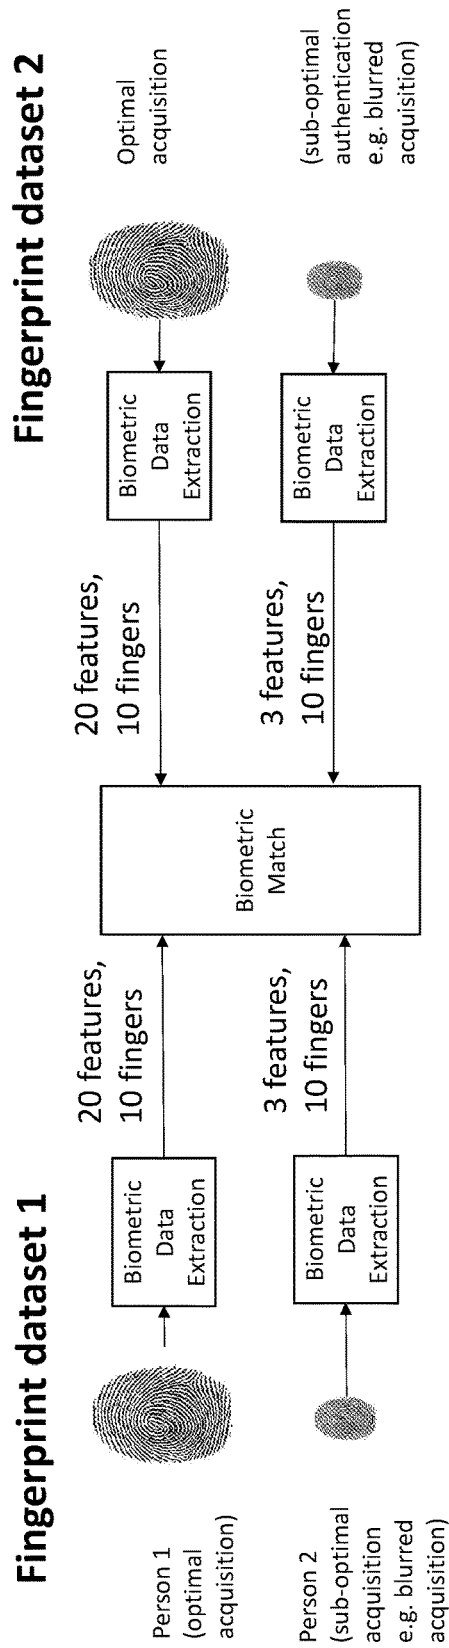 Fingerprint dataset 1
Fingerprint dataset 2
Person 1
(optimal
acquisition)
Biometric
Data
Extraction
20 features,
10 fingers
Biometric
Match
20 features,
10 fingers
Biometric
Data
Extraction
Optimal
acquisition
Person 2
(sub-optimal
acquisition
e.g. blurred
acquisition)
Biometric
Data
Extraction
3 features,
10 fingers
3 features,
10 fingers
Biometric
Data
Extraction
(sub-optimal
authentication
e.g. blurred
acquisition)